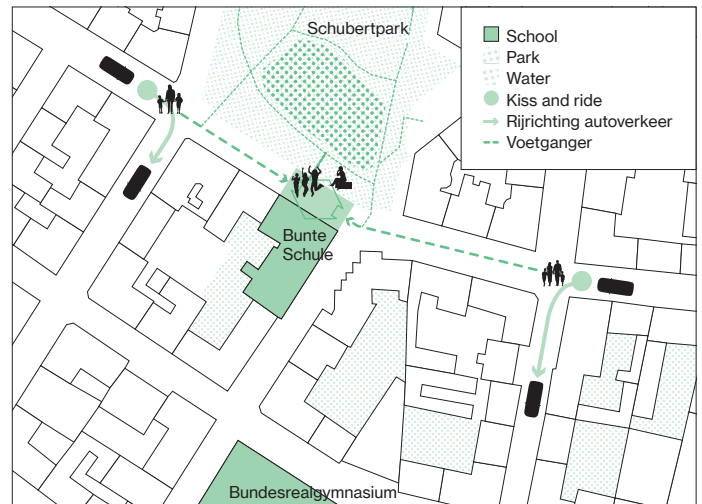 Schubertpark
School
Park
Water
Kiss and ride
Rijrichting autoverkeer
Voetganger
Bunte
Schule
Bundesrealgymnasium